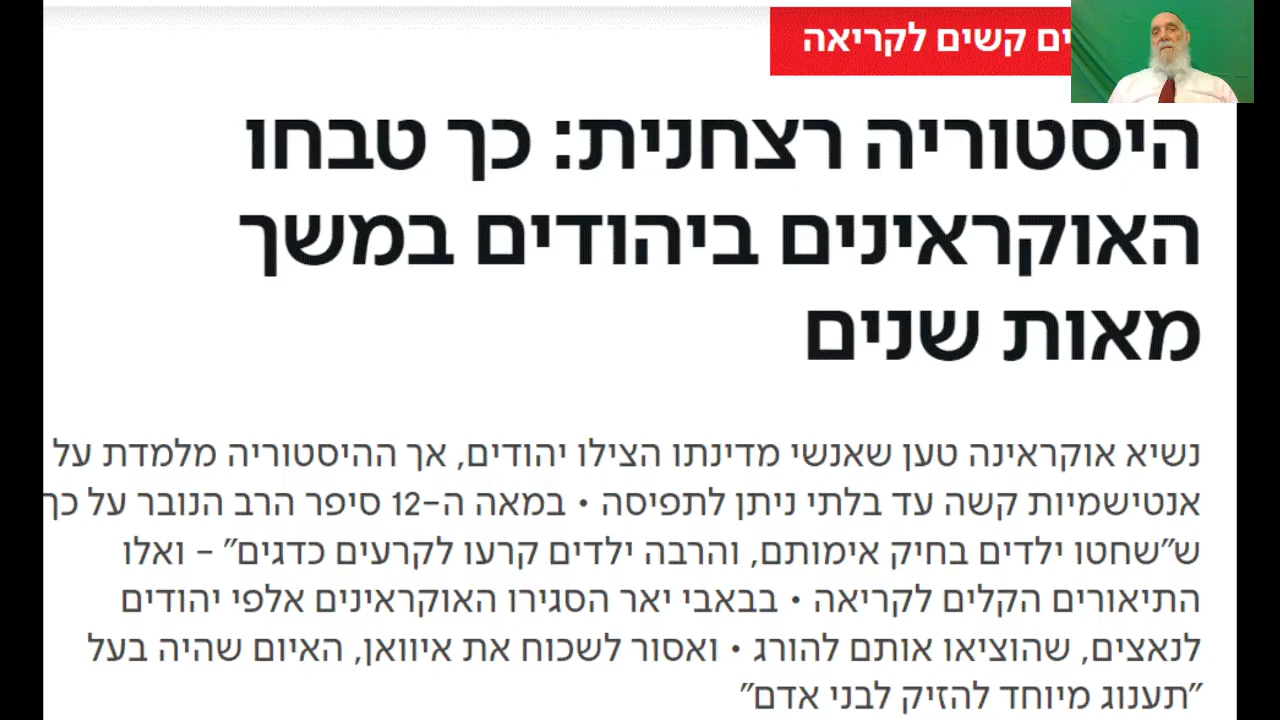 ים קשים לקריאה
היסטוריה רצחנית: כך טבחו
האוקראינים ביהודים במשך
מאות שנים
נשיא אוקראינה טען שאנשי מדינתו הצילו יהודים, אך ההיסטוריה מלמדת על
אנטישמיות קשה עד בלתי ניתן לתפיסה • במאה ה-12 סיפר הרב הנובר על כך
ש"שחטו ילדים בחיק אימותם, והרבה ילדים קרעו לקרעים כדגים" - ואלו
התיאורים הקלים לקריאה • בבאבי יאר הסגירו האוקראינים אלפי יהודים
לנאצים, שהוציאו אותם להורג • ואסור לשכוח את איוואן, האיום שהיה בעל
"תענוג מיוחד להזיק לבני אדם"